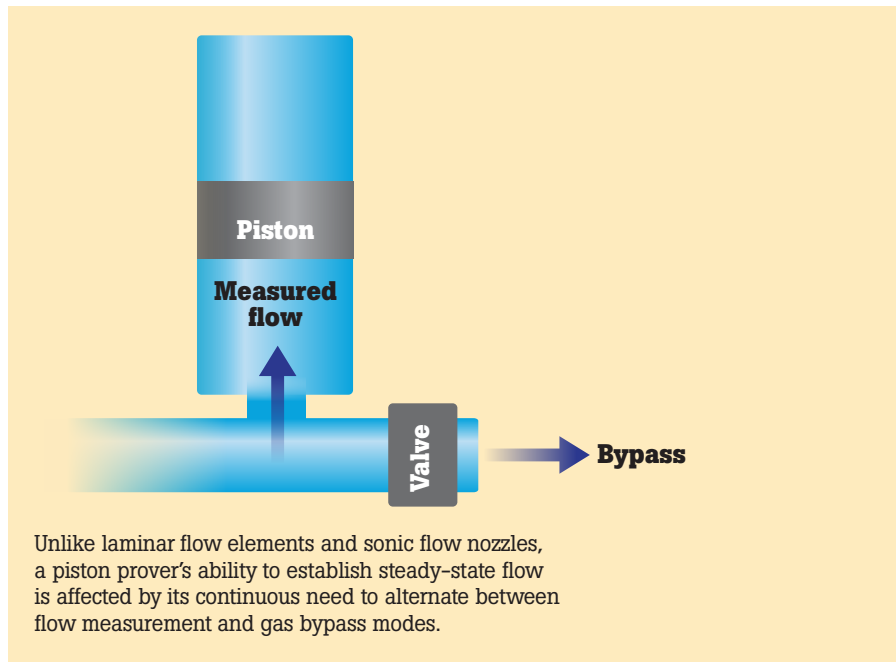 Piston
Measured
flow
Valve
Bypass
Unlike laminar flow elements and sonic flow nozzles,
a piston prover's ability to establish steady-state flow
is affected by its continuous need to alternate between
flow measurement and gas bypass modes.